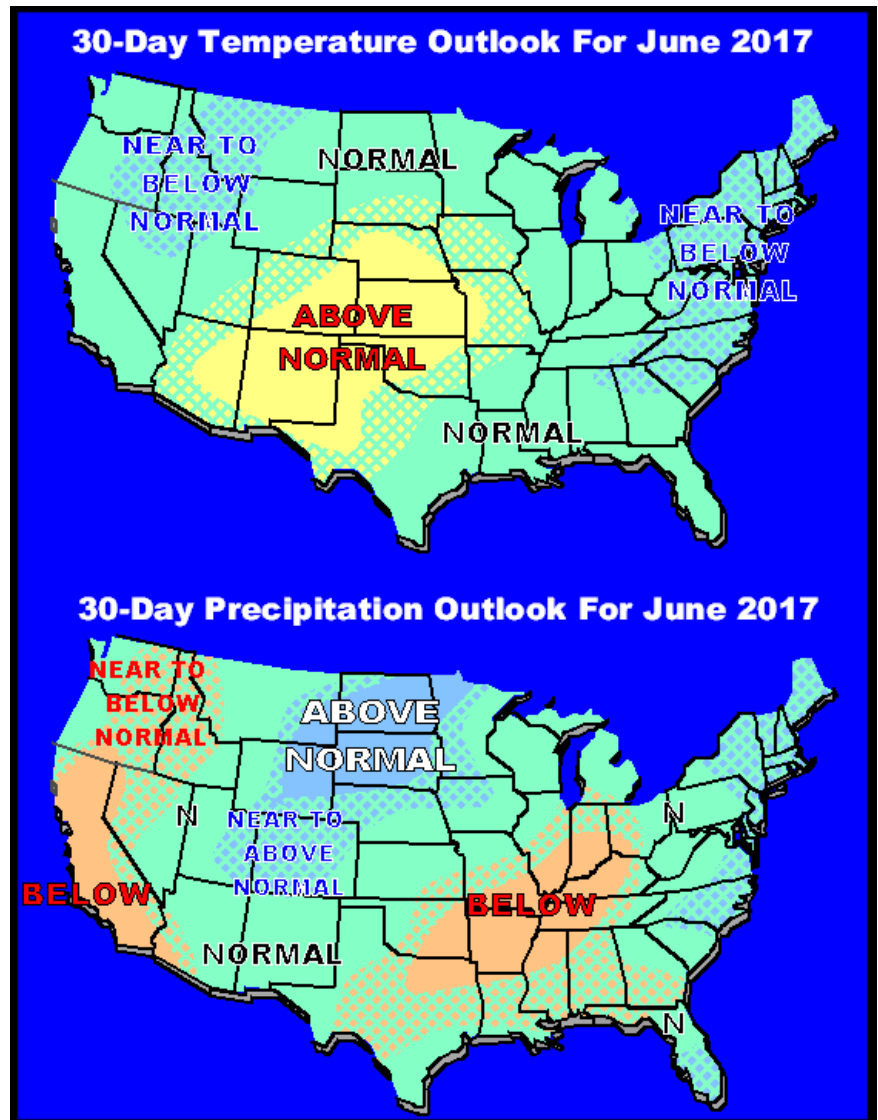 30-Day Temperature Outlook For June 2017
NEAR TO
BELOW
NORMAL
NORMAL
NEAR TO
BELOW
NORMAL
ABOVE
NORMAL
NORMAL
30-Day Precipitation Outlook For June 2017
NEAR TO
BELOW
NORMAL
ABOVE
NORMAL
N
NEAR TO
ABOVE
NORMAL
N
BELOW
BELOW
NORMAL
N